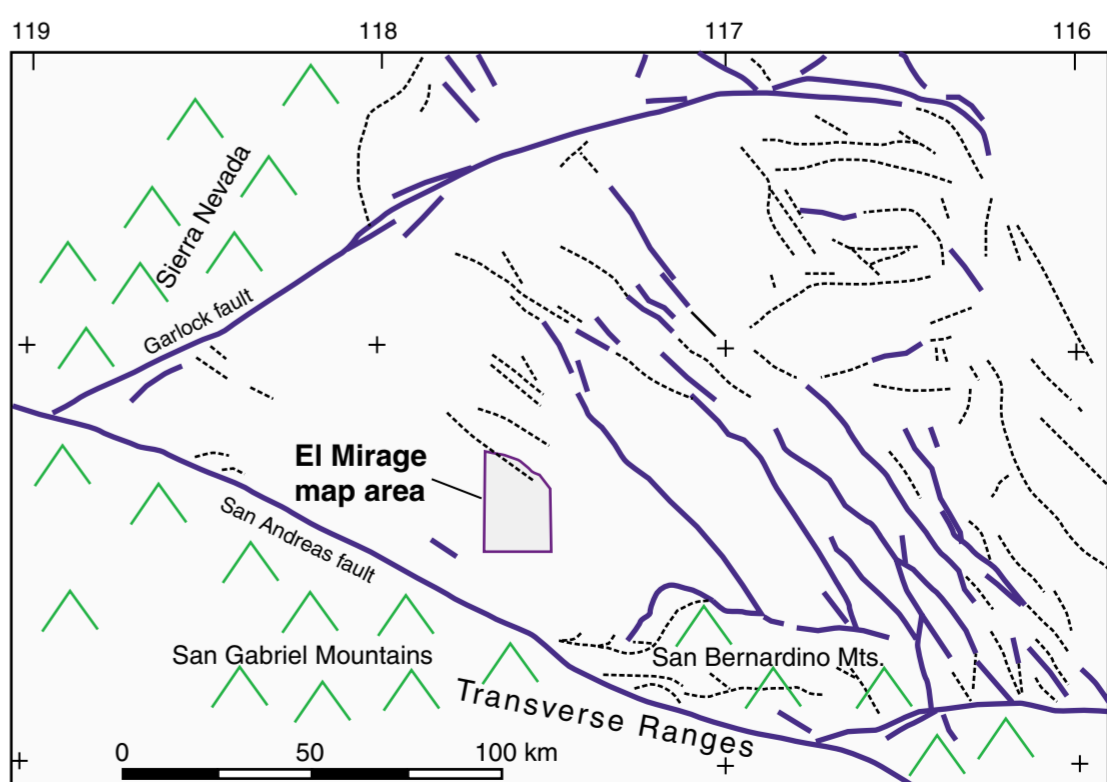 119 118 117 116
Sierra Nevada
Garlock fault
El Mirage
map area
San Andreas fault
San Gabriel Mountains
San Bernardino Mts.
Transverse Ranges
0 50 100 km